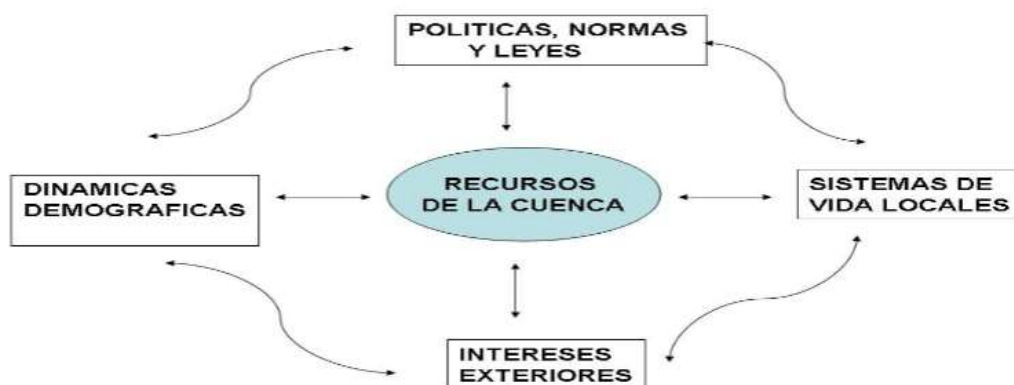 POLITICAS, NORMAS
Y LEYES
DINAMICAS
DEMOGRAFICAS
RECURSOS
DE LA CUENCA
SISTEMAS DE
VIDA LOCALES
INTERESES
EXTERIORES